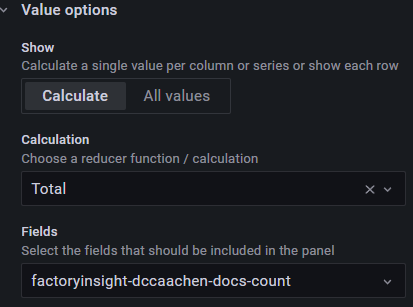 Value options
Show
Calculate a single value per column or series or show each row
Calculate All values
Calculation
Choose a reducer function / calculation
Total
Fields
Select the fields that should be included in the panel
factoryinsight-dccaachen-docs-count